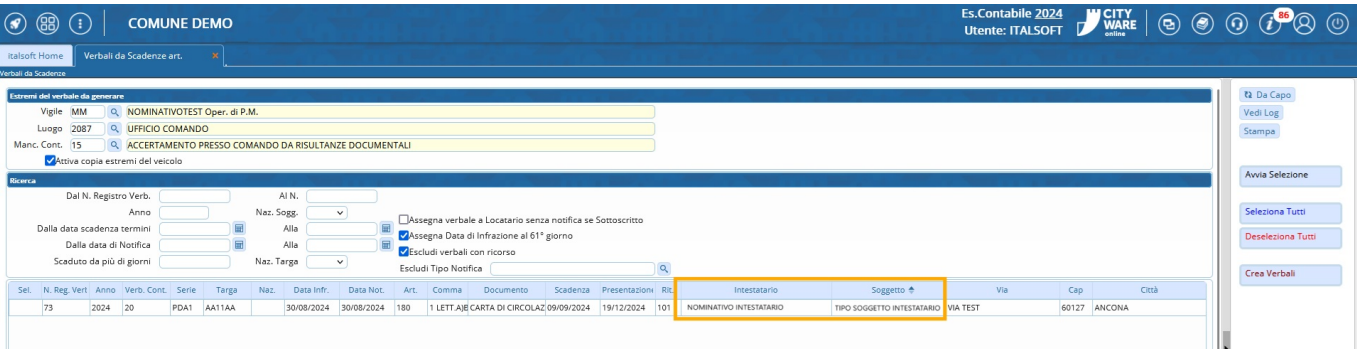 COMUNE DEMO
Es.Contabile 2024
Utente: ITALSOFT
CITY
WARE
online
86
Italsoft Home
Verbali da Scadenze art.
Verbali da Scadenze
Estremi del verbale da generare
Vigile MM NOMINATIVOTEST Oper. di P.M.
Luogo 2087 UFFICIO COMANDO
Manc. Cont. 15 ACCERTAMENTO PRESSO COMANDO DA RISULTANZE DOCUMENTALI
Attiva copia estremi del veicolo
Ricerca
Dal N. Registro Verb. Al N.
Anno Naz. Sogg.
Assegna verbale a Locatario senza notifica se Sottoscritto
Dalla data scadenza termini Alla
Assegna Data di Infrazione al 61° giorno
Dalla data di Notifica Alla
Escludi verbali con ricorso
Scaduto da più di giorni Naz. Targa
Escludi Tipo Notifica
Sel. N. Reg. Vert Anno Verb. Cont. Serie Targa Naz. Data Infr. Data Not. Art. Comma Documento Scadenza Presentazione Rit. Intestatario Soggetto Via Cap Città
73 2024 20 PDA1 AA11AA 30/08/2024 30/08/2024 180 1 LETT.A)E CARTA DI CIRCOLAZ 09/09/2024 19/12/2024 101 NOMINATIVO INTESTATARIO TIPO SOGGETTO INTESTATARIO VIA TEST 60127 ANCONA
Da Capo
Vedi Log
Stampa
Avvia Selezione
Seleziona Tutti
Deseleziona Tutti
Crea Verbali